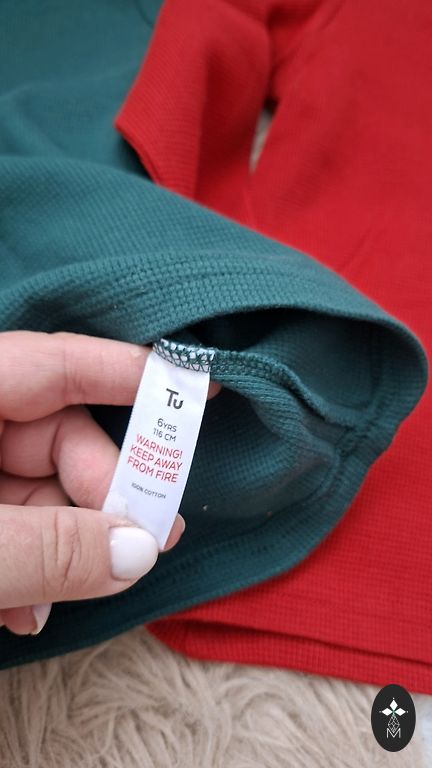 Tu
6YRS
116 CM
WARNING!
KEEP AWAY
FROM FIRE
100% COTTON
M